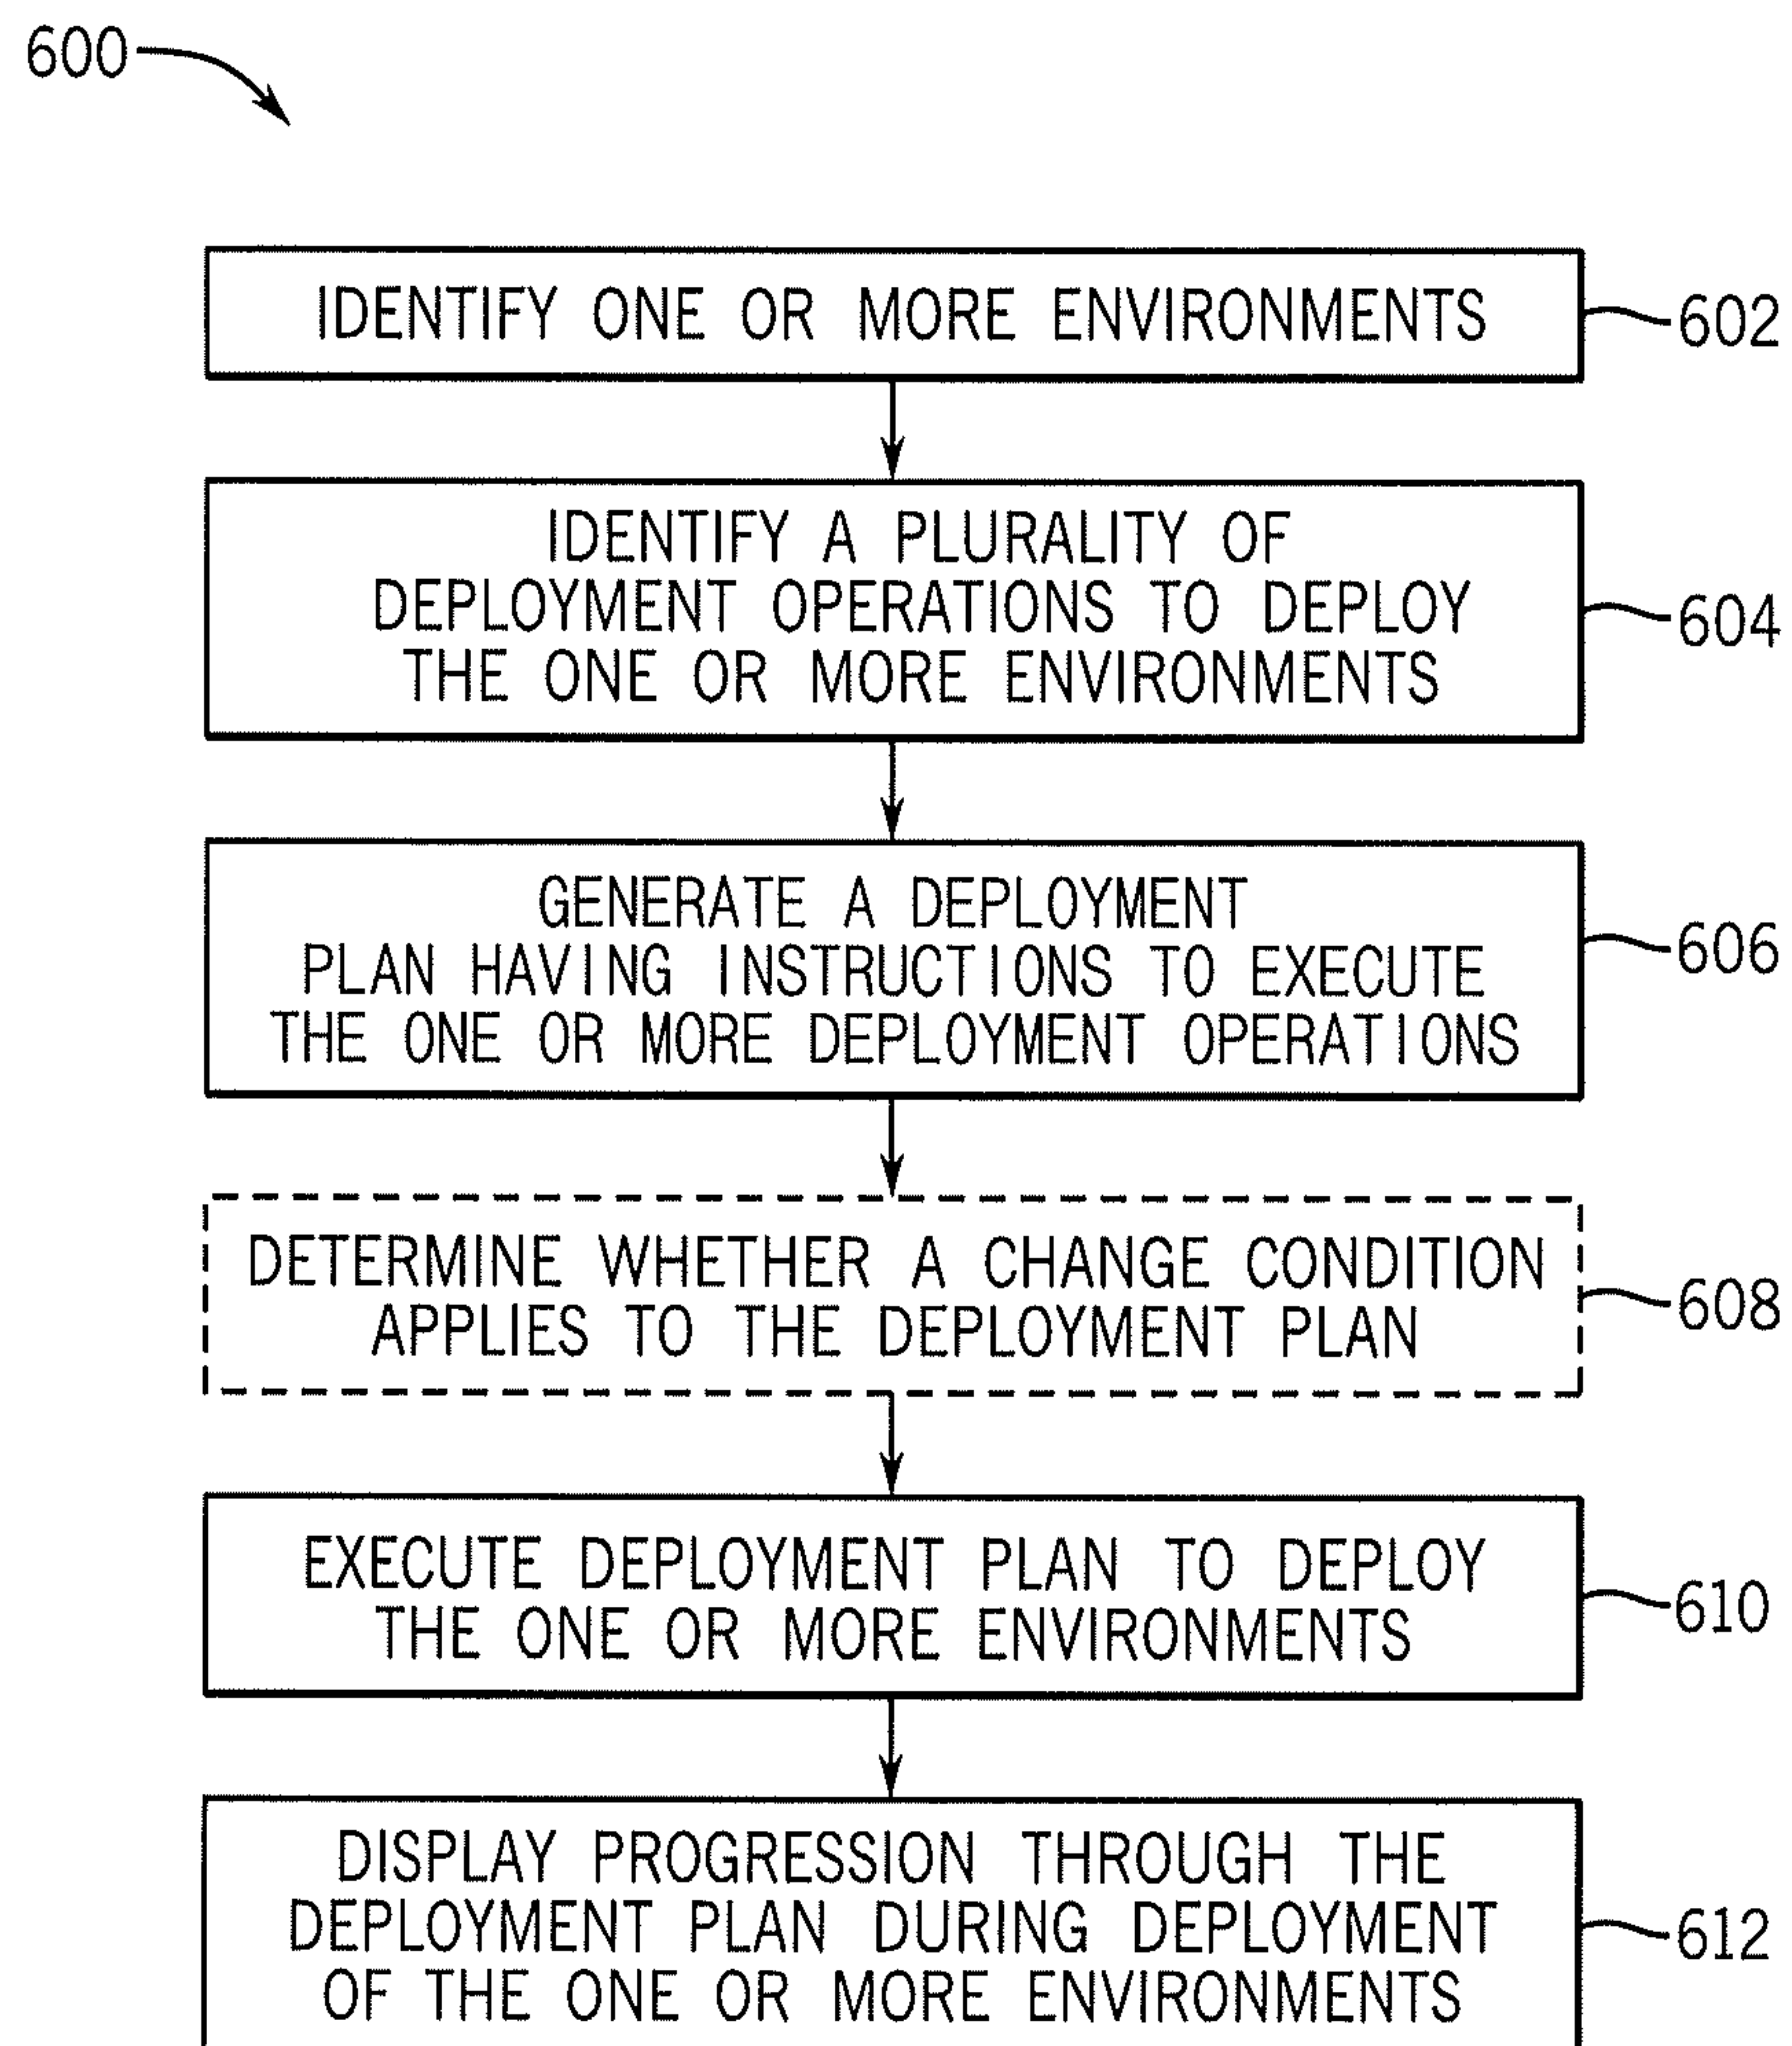 600
IDENTIFY ONE OR MORE ENVIRONMENTS
602
IDENTIFY A PLURALITY OF
DEPLOYMENT OPERATIONS TO DEPLOY
THE ONE OR MORE ENVIRONMENTS
604
GENERATE A DEPLOYMENT
PLAN HAVING INSTRUCTIONS TO EXECUTE
THE ONE OR MORE DEPLOYMENT OPERATIONS
606
DETERMINE WHETHER A CHANGE CONDITION
APPLIES TO THE DEPLOYMENT PLAN
608
EXECUTE DEPLOYMENT PLAN TO DEPLOY
THE ONE OR MORE ENVIRONMENTS
610
DISPLAY PROGRESSION THROUGH THE
DEPLOYMENT PLAN DURING DEPLOYMENT
OF THE ONE OR MORE ENVIRONMENTS
612